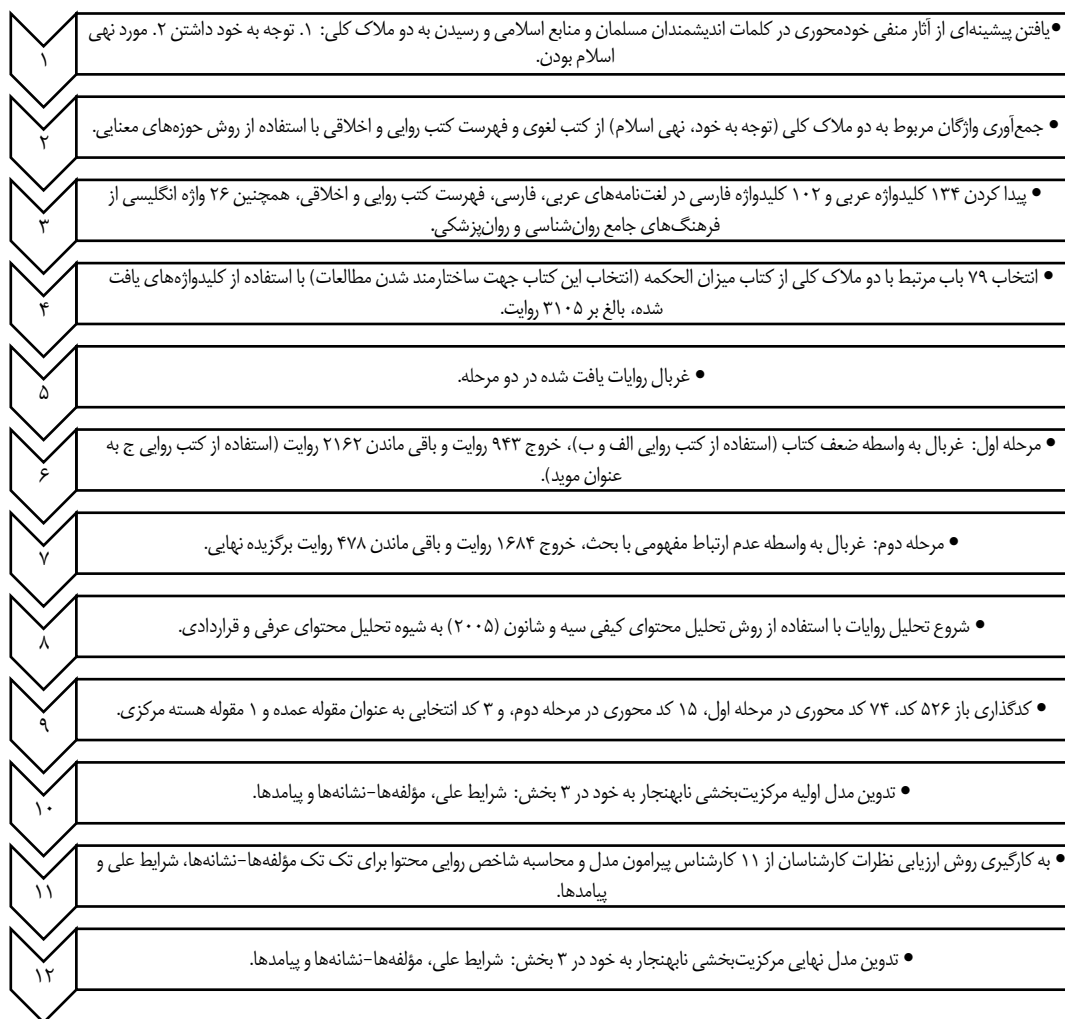 • یافتن پیشینه‌ای از آثار منفی خودمحوری در کلمات اندیشمندان مسلمان و منابع اسلامی و رسیدن به دو ملاک کلی: ۱. توجه به خود داشتن ۲. مورد نهی
اسلام بودن.
۱
• جمع‌آوری واژگان مربوط به دو ملاک کلی (توجه به خود، نهی اسلام) از کتب لغوی و فهرست کتب روایی و اخلاقی با استفاده از روش حوزه‌های معنایی.
۲
• پیدا کردن ۱۳۴ کلیدواژه عربی و ۱۰۲ کلیدواژه فارسی در لغت‌نامه‌های عربی، فارسی، فهرست کتب روایی و اخلاقی، همچنین ۲۶ واژه انگلیسی از
فرهنگ‌های جامع روان‌شناسی و روان‌پزشکی.
۳
• انتخاب ۷۹ باب مرتبط با دو ملاک کلی از کتاب میزان الحکمه (انتخاب این کتاب جهت ساختارمند شدن مطالعات) با استفاده از کلیدواژه‌های یافت
شده، بالغ بر ۳۱۰۵ روایت.
۴
• غربال روایات یافت شده در دو مرحله.
۵
• مرحله اول: غربال به واسطه ضعف کتاب (استفاده از کتب روایی الف و ب)، خروج ۹۴۳ روایت و باقی ماندن ۲۱۶۲ روایت (استفاده از کتب روایی ج به
عنوان موید).
۶
• مرحله دوم: غربال به واسطه عدم ارتباط مفهومی با بحث، خروج ۱۶۸۴ روایت و باقی ماندن ۴۷۸ روایت برگزیده نهایی.
۷
• شروع تحلیل روایات با استفاده از روش تحلیل محتوای کیفی سیه و شانون (۲۰۰۵) به شیوه تحلیل محتوای عرفی و قراردادی.
۸
• کدگذاری باز ۵۲۶ کد، ۷۴ کد محوری در مرحله اول، ۱۵ کد محوری در مرحله دوم، و ۳ کد انتخابی به عنوان مقوله عمده و ۱ مقوله هسته مرکزی.
۹
• تدوین مدل اولیه مرکزیت‌بخشی نابهنجار به خود در ۳ بخش: شرایط علی، مؤلفه‌ها-نشانه‌ها و پیامدها.
۱۰
• به کارگیری روش ارزیابی نظرات کارشناسان از ۱۱ کارشناس پیرامون مدل و محاسبه شاخص روایی محتوا برای تک تک مؤلفه‌ها-نشانه‌ها، شرایط علی و
پیامدها.
۱۱
• تدوین مدل نهایی مرکزیت‌بخشی نابهنجار به خود در ۳ بخش: شرایط علی، مؤلفه‌ها-نشانه‌ها و پیامدها.
۱۲